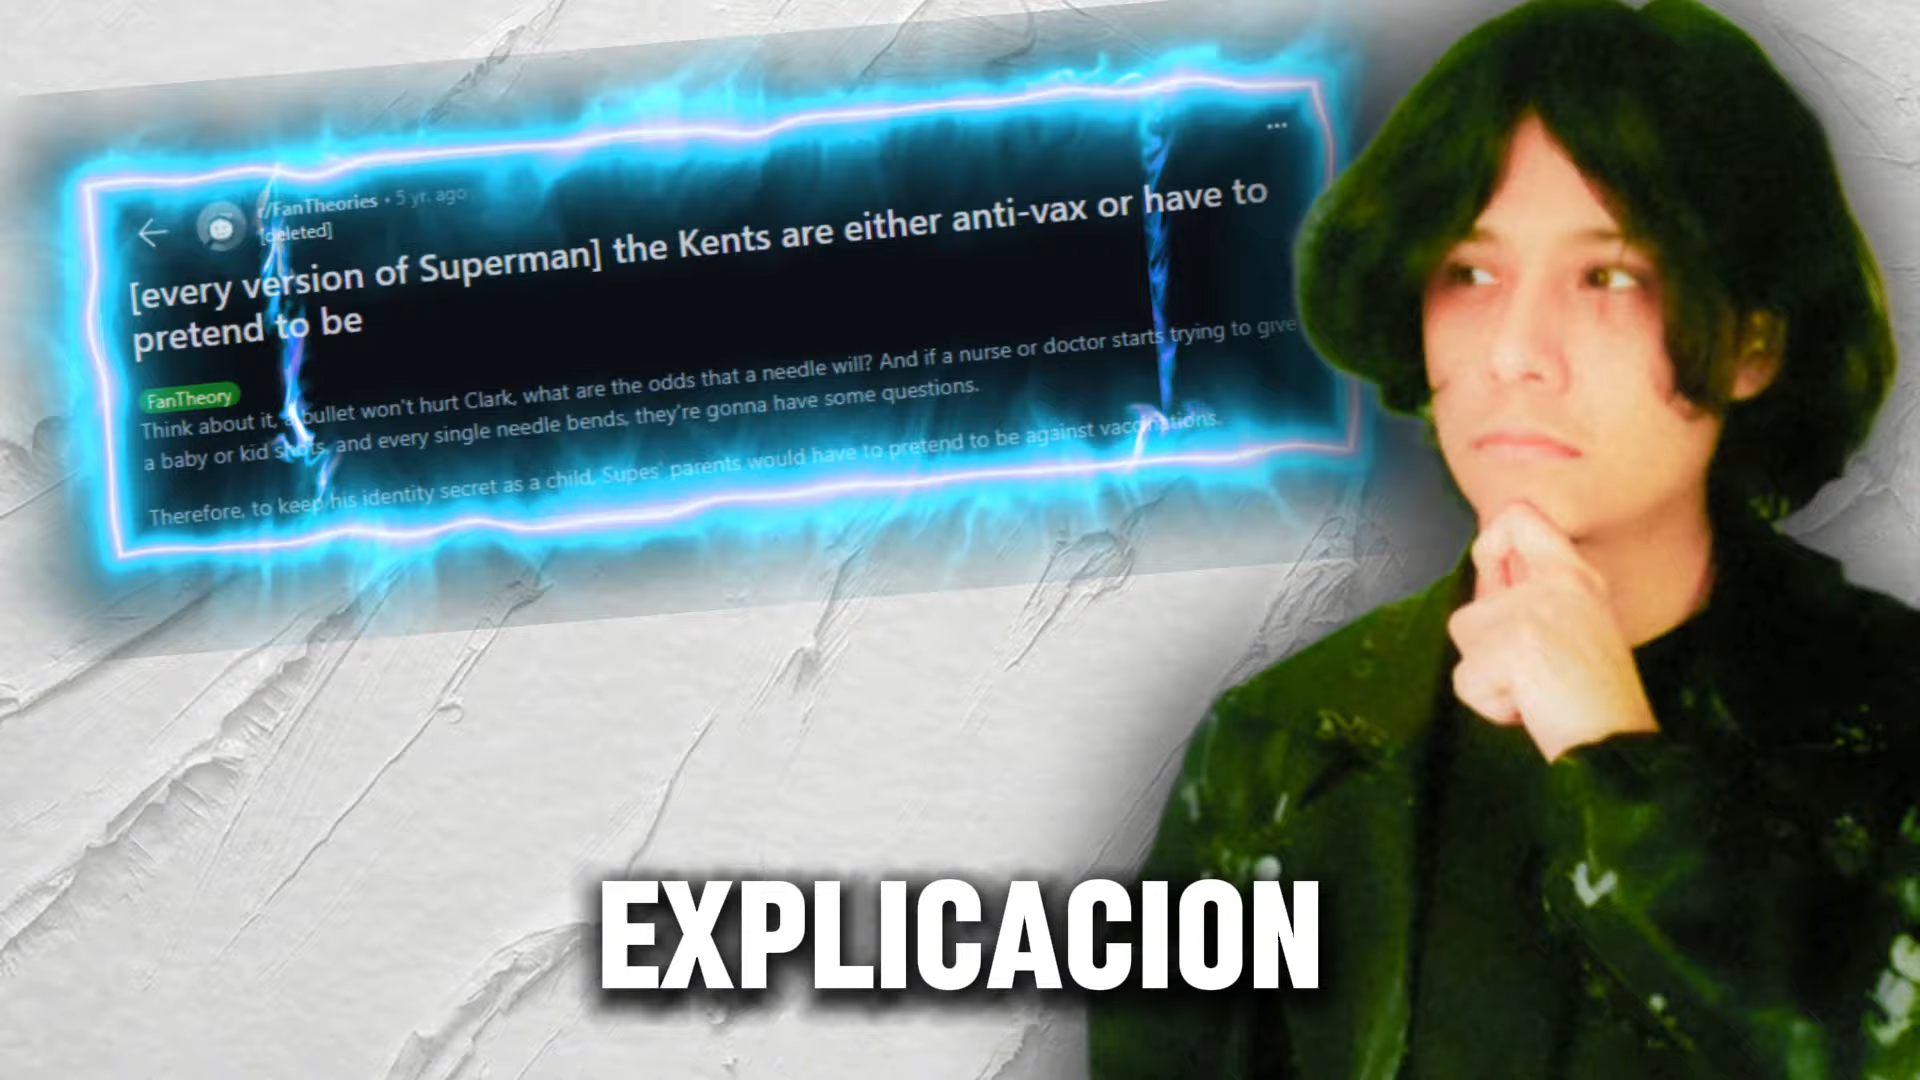 r/FanTheories • 5 yr. ago
[deleted]
[every version of Superman] the Kents are either anti-vax or have to
pretend to be
FanTheory
Think about it, a bullet won't hurt Clark, what are the odds that a needle will? And if a nurse or doctor starts trying to give
a baby or kid shots, and every single needle bends, they're gonna have some questions.
Therefore, to keep his identity secret as a child, Supes' parents would have to pretend to be against vaccinations.
EXPLICACION